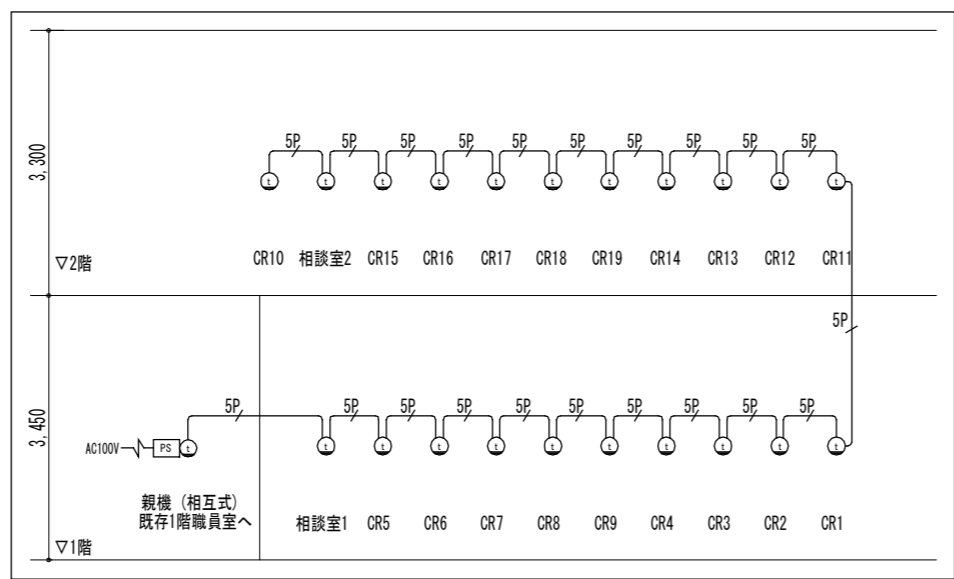 5P 5P 5P 5P 5P 5P 5P 5P 5P 5P
3,300
t t t t t t t t t t t
CR10 相談室2 CR15 CR16 CR17 CR18 CR19 CR14 CR13 CR12 CR11
▽2階
5P
5P 5P 5P 5P 5P 5P 5P 5P 5P 5P
3,450
AC100V PS t t t t t t t t t t t
親機(相互式)
既存1階職員室へ
相談室1 CR5 CR6 CR7 CR8 CR9 CR4 CR3 CR2 CR1
▽1階